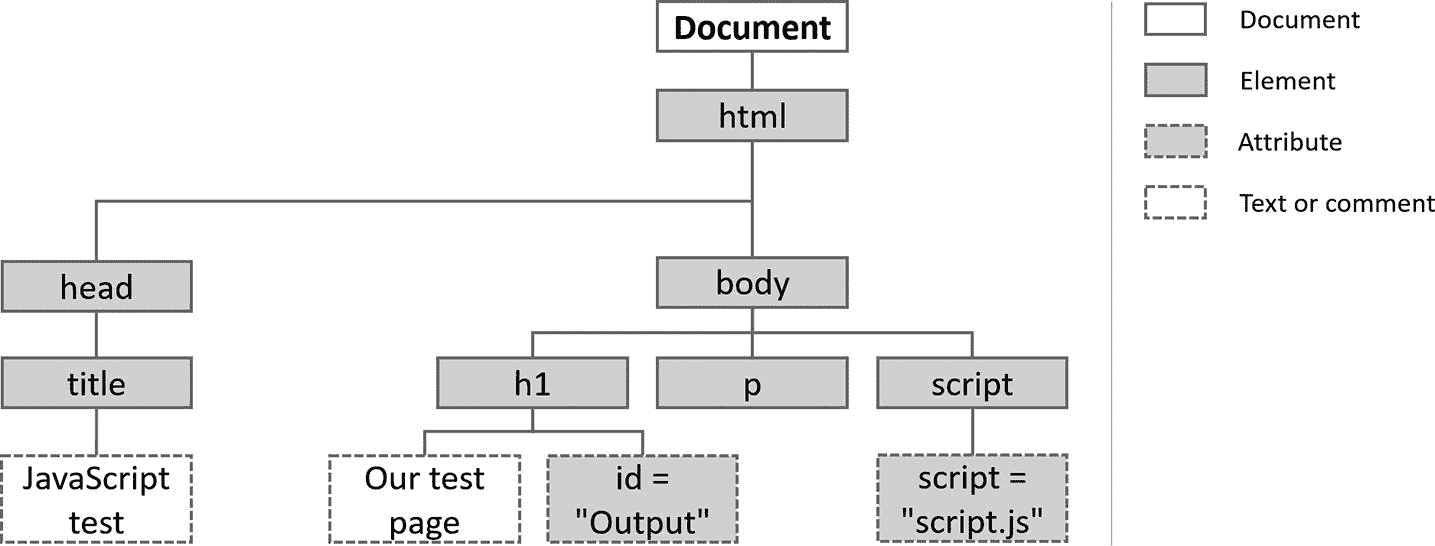 Document
html
head
body
title
h1
p
script
JavaScript
test
Our test
page
id =
"Output"
script =
"script.js"
Document
Element
Attribute
Text or comment